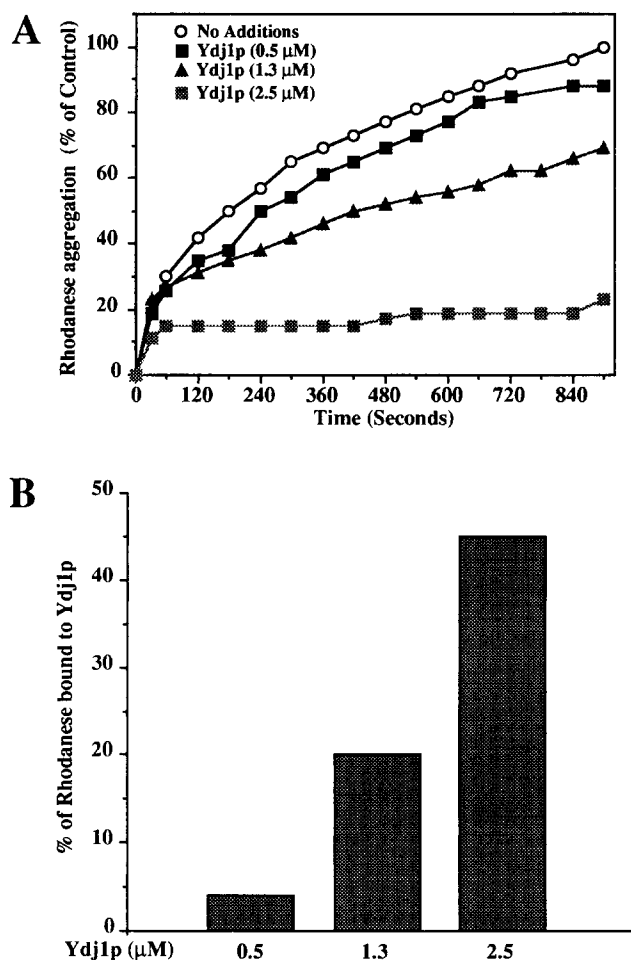 A
No Additions
Ydj1p (0.5 µM)
Ydj1p (1.3 µM)
Ydj1p (2.5 µM)
Rhodanese aggregation (% of Control)
100
80
60
40
20
0
0 120 240 360 480 600 720 840
Time (Seconds)
B
% of Rhodanese bound to Ydj1p
50
40
30
20
10
0
Ydj1p (µM) 0.5 1.3 2.5